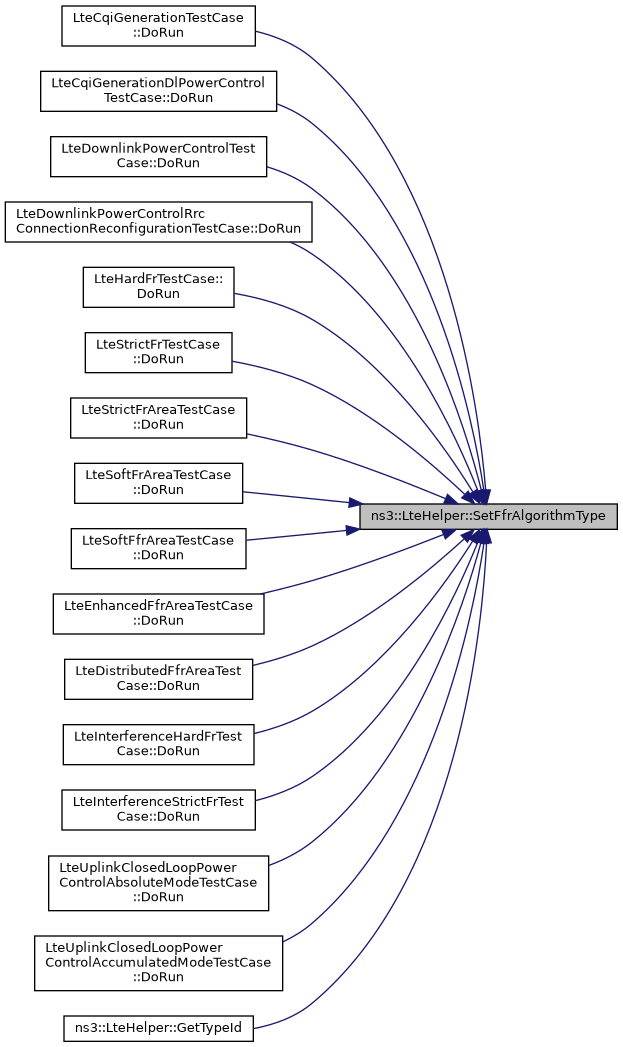 LteCqiGenerationTestCase
::DoRun
LteCqiGenerationDlPowerControl
TestCase::DoRun
LteDownlinkPowerControlTest
Case::DoRun
LteDownlinkPowerControlRrc
ConnectionReconfigurationTestCase::DoRun
LteHardFrTestCase::
DoRun
LteStrictFrTestCase
::DoRun
LteStrictFrAreaTestCase
::DoRun
LteSoftFrAreaTestCase
::DoRun
ns3::LteHelper::SetFfrAlgorithmType
LteSoftFfrAreaTestCase
::DoRun
LteEnhancedFfrAreaTestCase
::DoRun
LteDistributedFfrAreaTest
Case::DoRun
LteInterferenceHardFrTest
Case::DoRun
LteInterferenceStrictFrTest
Case::DoRun
LteUplinkClosedLoopPower
ControlAbsoluteModeTestCase
::DoRun
LteUplinkClosedLoopPower
ControlAccumulatedModeTestCase
::DoRun
ns3::LteHelper::GetTypeId